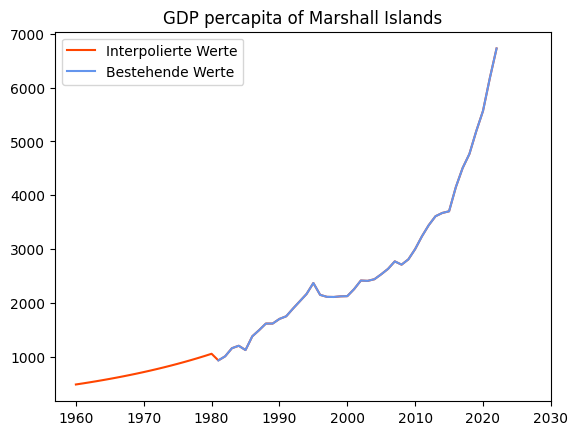 GDP percapita of Marshall Islands
Interpolierte Werte
Bestehende Werte
7000
6000
5000
4000
3000
2000
1000
1960 1970 1980 1990 2000 2010 2020 2030